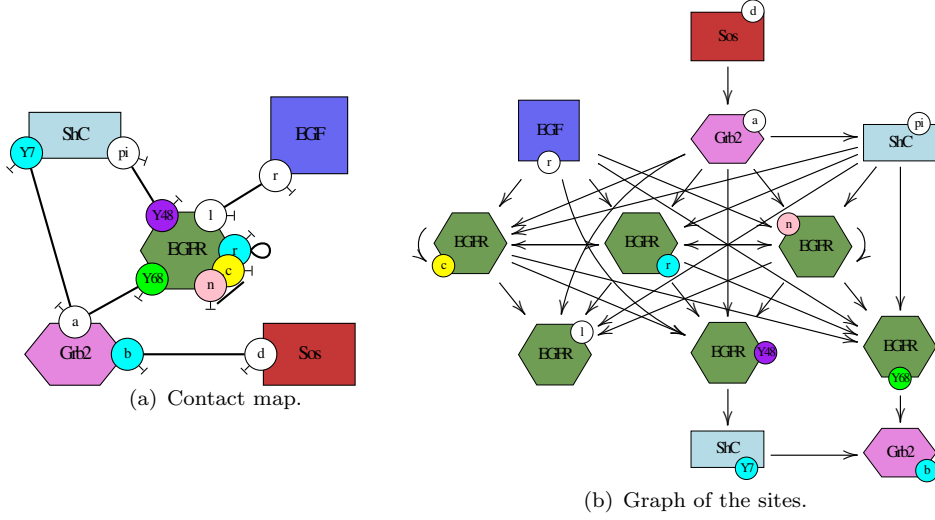 ShC
EGF
Y7
pi
r
Y48
l
EGFR
r
c
Y68
n
a
Grb2
b
d
Sos
(a) Contact map.
d
Sos
EGF
r
a
Grb2
pi
ShC
EGFR
c
EGFR
r
n
EGFR
l
EGFR
EGFR
Y48
EGFR
Y68
ShC
Y7
Grb2
b
(b) Graph of the sites.